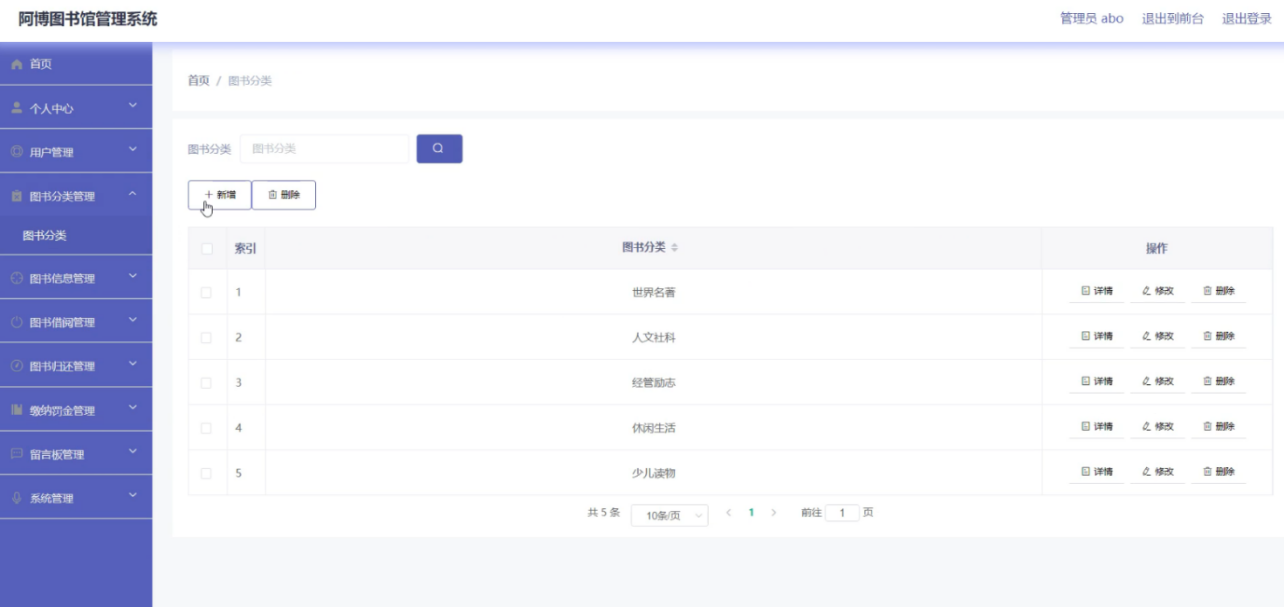 阿博图书馆管理系统
管理员 abo 退出到前台 退出登录
首页
个人中心
用户管理
图书分类管理
图书分类
图书信息管理
图书借阅管理
图书归还管理
缴纳罚金管理
留言板管理
系统管理
首页 / 图书分类
图书分类 图书分类
新增 删除
索引 图书分类 操作
1 世界名著 详情 修改 删除
2 人文社科 详情 修改 删除
3 经管励志 详情 修改 删除
4 休闲生活 详情 修改 删除
5 少儿读物 详情 修改 删除
共 5 条 10条/页 < 1 > 前往 1 页